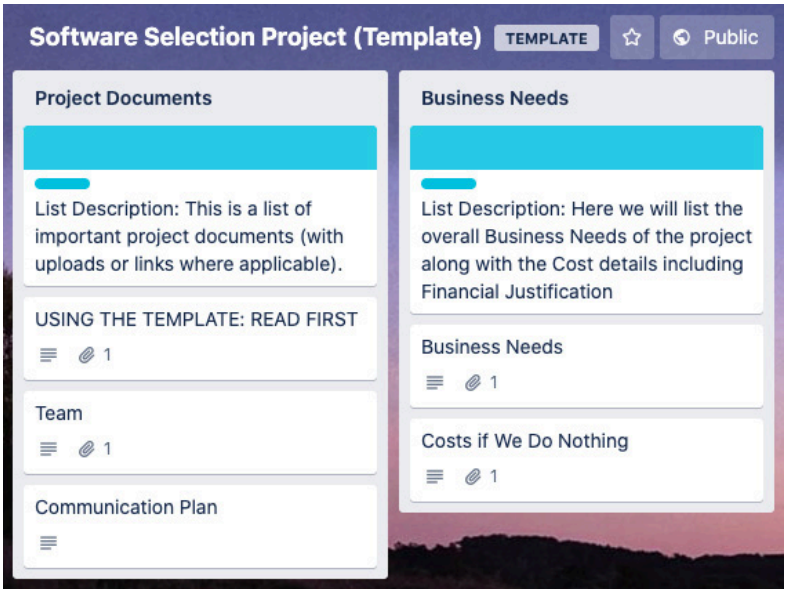 Software Selection Project (Template)
TEMPLATE
Public
Project Documents
List Description: This is a list of
important project documents (with
uploads or links where applicable).
USING THE TEMPLATE: READ FIRST
1
Team
1
Communication Plan
Business Needs
List Description: Here we will list the
overall Business Needs of the project
along with the Cost details including
Financial Justification
Business Needs
1
Costs if We Do Nothing
1